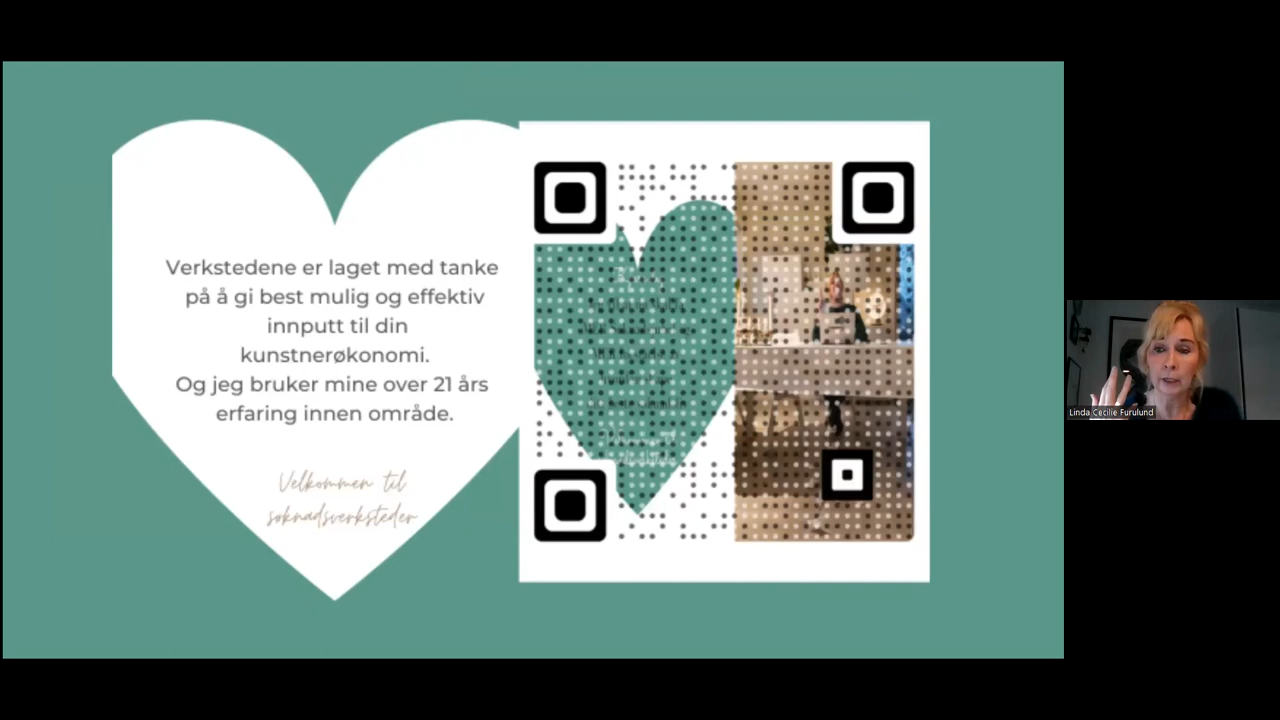 Verkstedene er laget med tanke
på å gi best mulig og effektiv
innputt til din
kunstnerøkonomi.
Og jeg bruker mine over 21 års
erfaring innen område.
Velkommen til
søknadsverksteder
Linda Cecilie Furulund